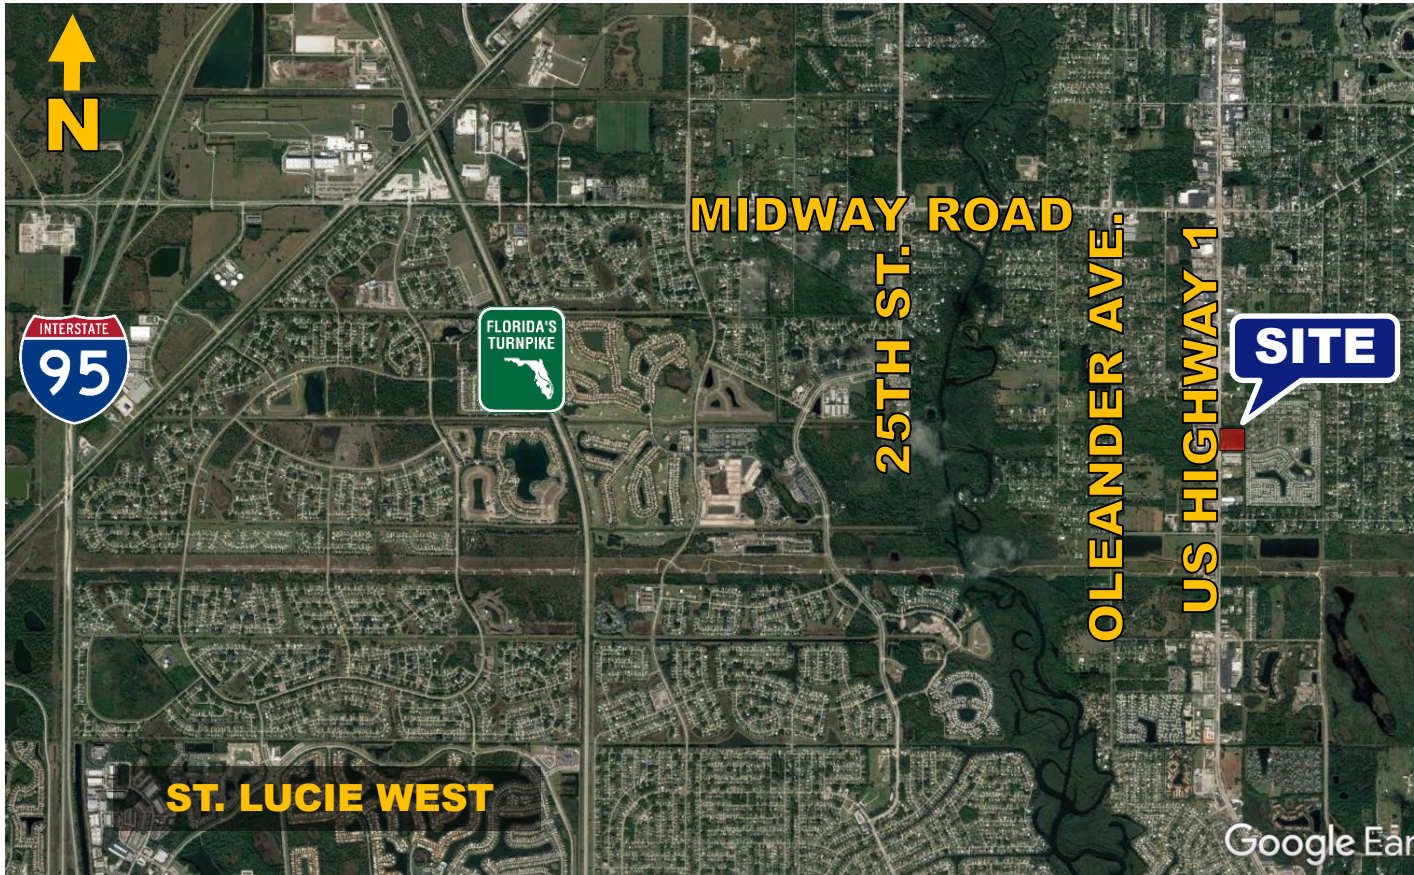 N
MIDWAY ROAD
25TH ST.
OLEANDER AVE.
US HIGHWAY 1
INTERSTATE
95
FLORIDA'S
TURNPIKE
SITE
ST. LUCIE WEST
Google Ear